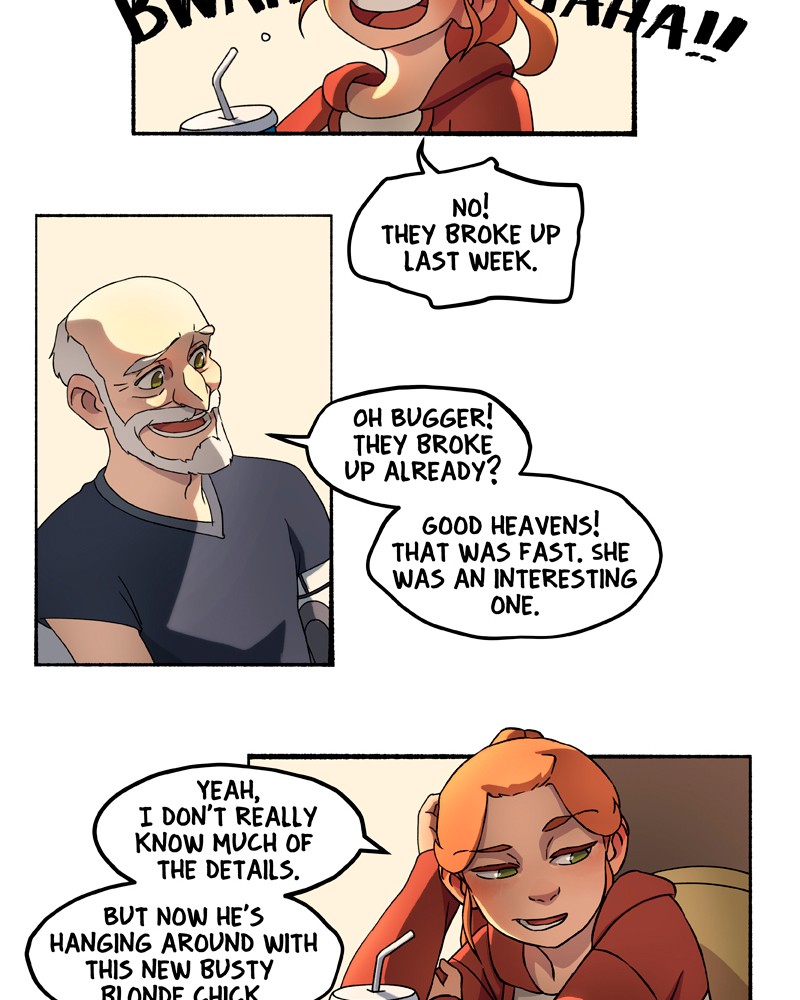 NO!
THEY BROKE UP
LAST WEEK.
OH BUGGER!
THEY BROKE
UP ALREADY?
GOOD HEAVENS!
THAT WAS FAST. SHE
WAS AN INTERESTING
ONE.
YEAH,
I DON'T REALLY
KNOW MUCH OF
THE DETAILS.
BUT NOW HE'S
HANGING AROUND WITH
THIS NEW BUSTY
BLONDE CHICK